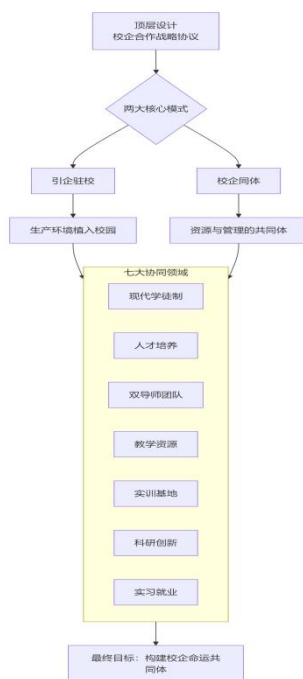 顶层设计
校企合作战略协议
两大核心模式
引企驻校
校企同体
生产环境植入校园
资源与管理的共同体
七大协同领域
现代学徒制
人才培养
双导师团队
教学资源
实训基地
科研创新
实习就业
最终目标：构建校企命运共
同体